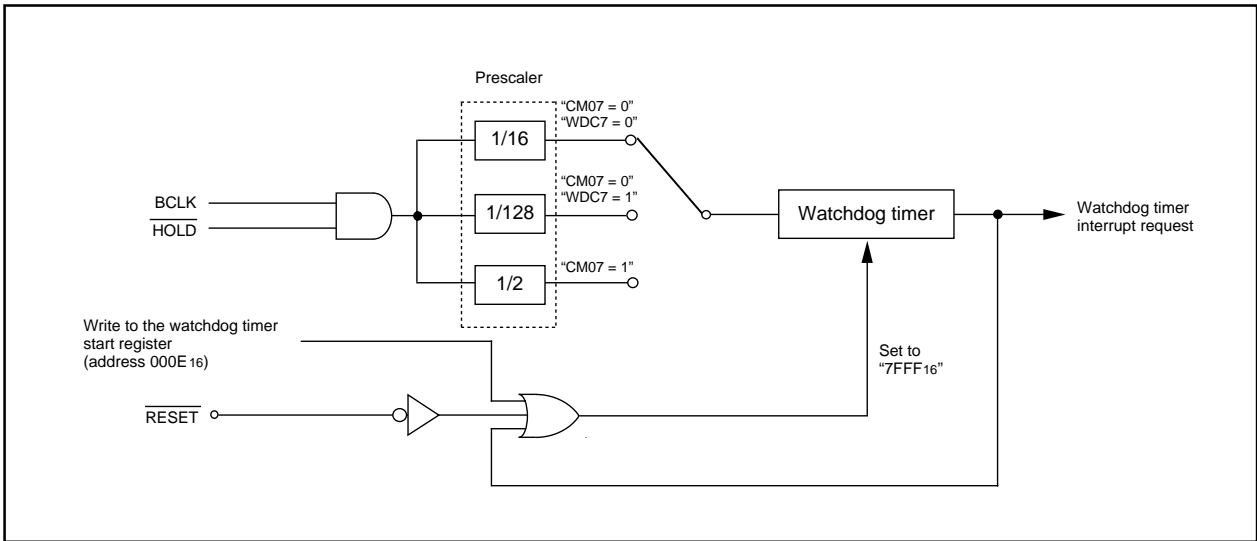 Prescaler
“CM07 = 0”
“WDC7 = 0”
1/16
“CM07 = 0”
“WDC7 = 1”
BCLK
HOLD
1/128
Watchdog timer
Watchdog timer
interrupt request
“CM07 = 1”
1/2
Write to the watchdog timer
start register
(address 000E16)
Set to
“7FFF16”
RESET